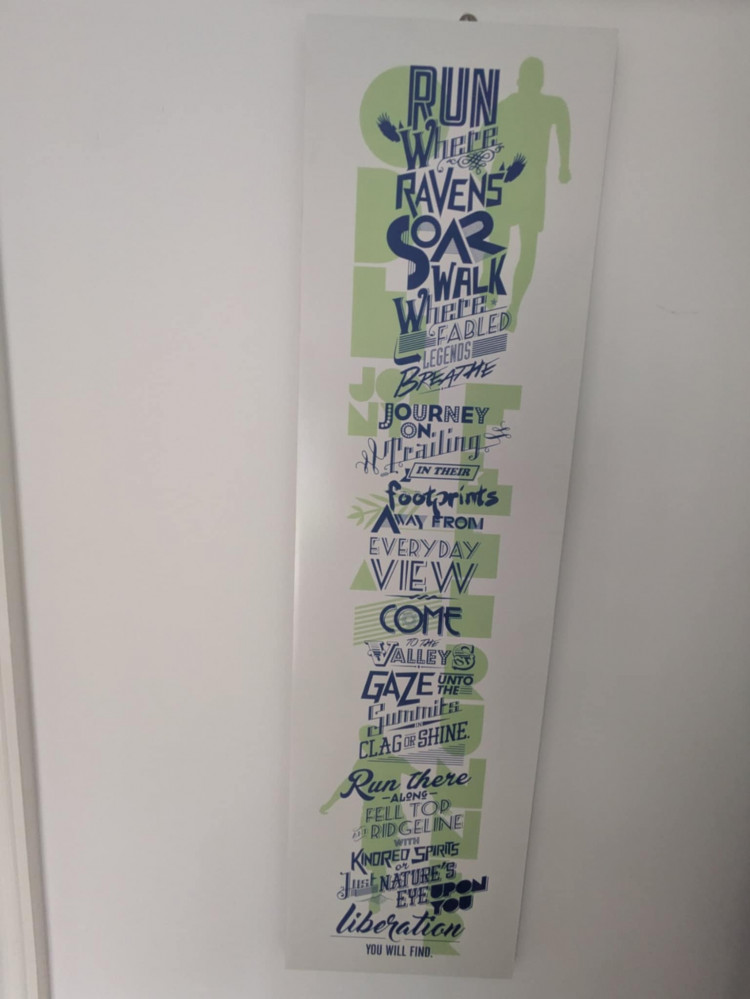 RUN
Where
RAVENS
SOAR
WALK
Where
FABLED
LEGENDS
BREATHE
JOURNEY
ON,
Trailing
IN THEIR
footprints
AWAY FROM
EVERYDAY
VIEW
COME
TO THE
VALLEYS
GAZE UNTO
THE
Summits
IN
CLAG OR SHINE.
Run there
ALONG
FELL TOP
RIDGELINE
WITH
KINDRED SPIRITS
or
Just NATURE'S
EYE UPON
YOU
liberation
YOU WILL FIND.